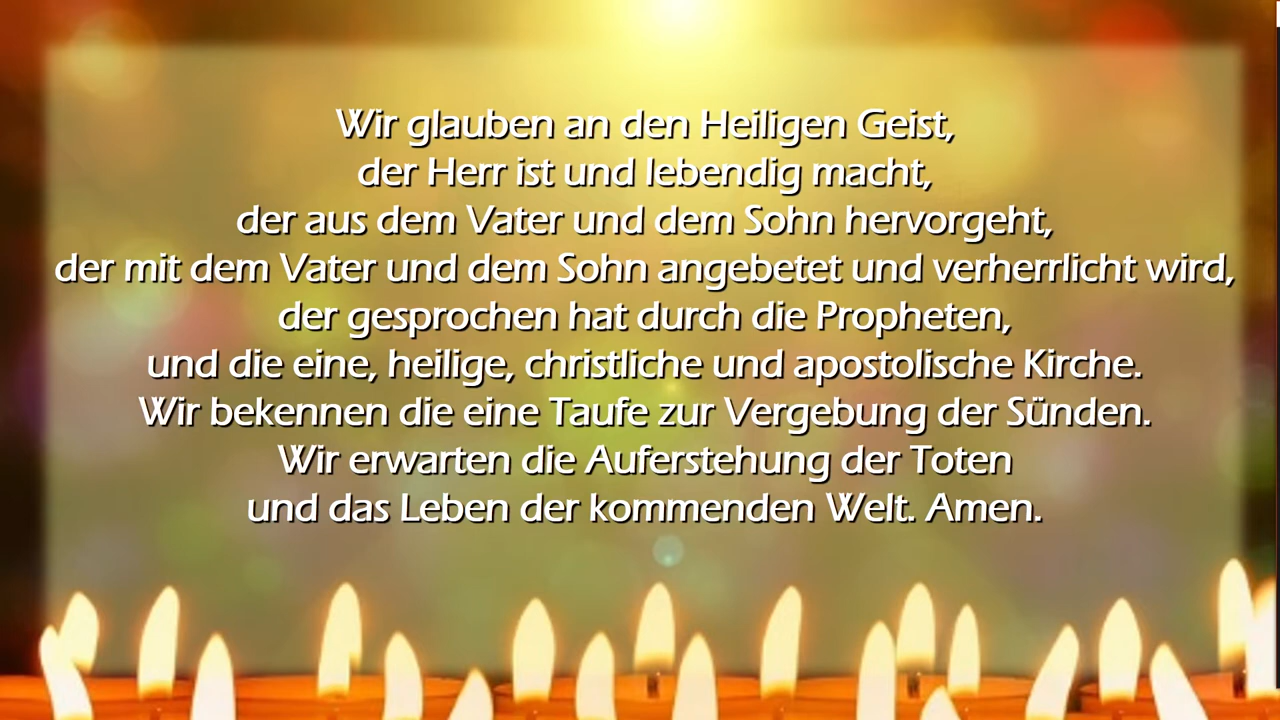 Wir glauben an den Heiligen Geist,
der Herr ist und lebendig macht,
der aus dem Vater und dem Sohn hervorgeht,
der mit dem Vater und dem Sohn angebetet und verherrlicht wird,
der gesprochen hat durch die Propheten,
und die eine, heilige, christliche und apostolische Kirche.
Wir bekennen die eine Taufe zur Vergebung der Sünden.
Wir erwarten die Auferstehung der Toten
und das Leben der kommenden Welt. Amen.